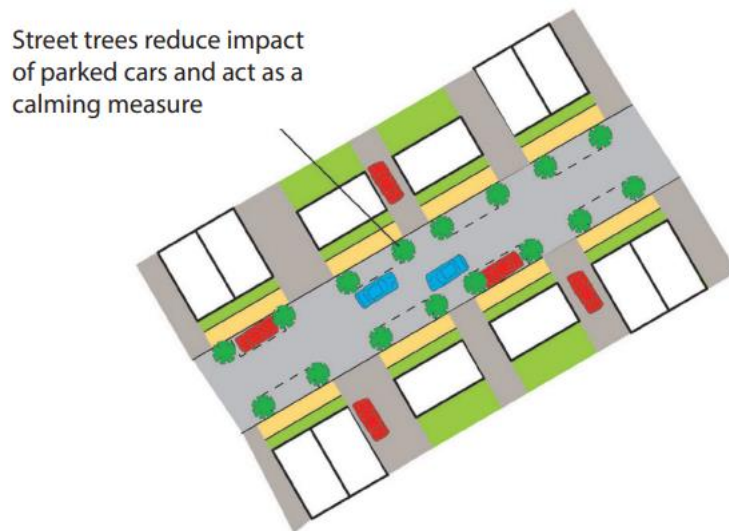 Street trees reduce impact
of parked cars and act as a
calming measure